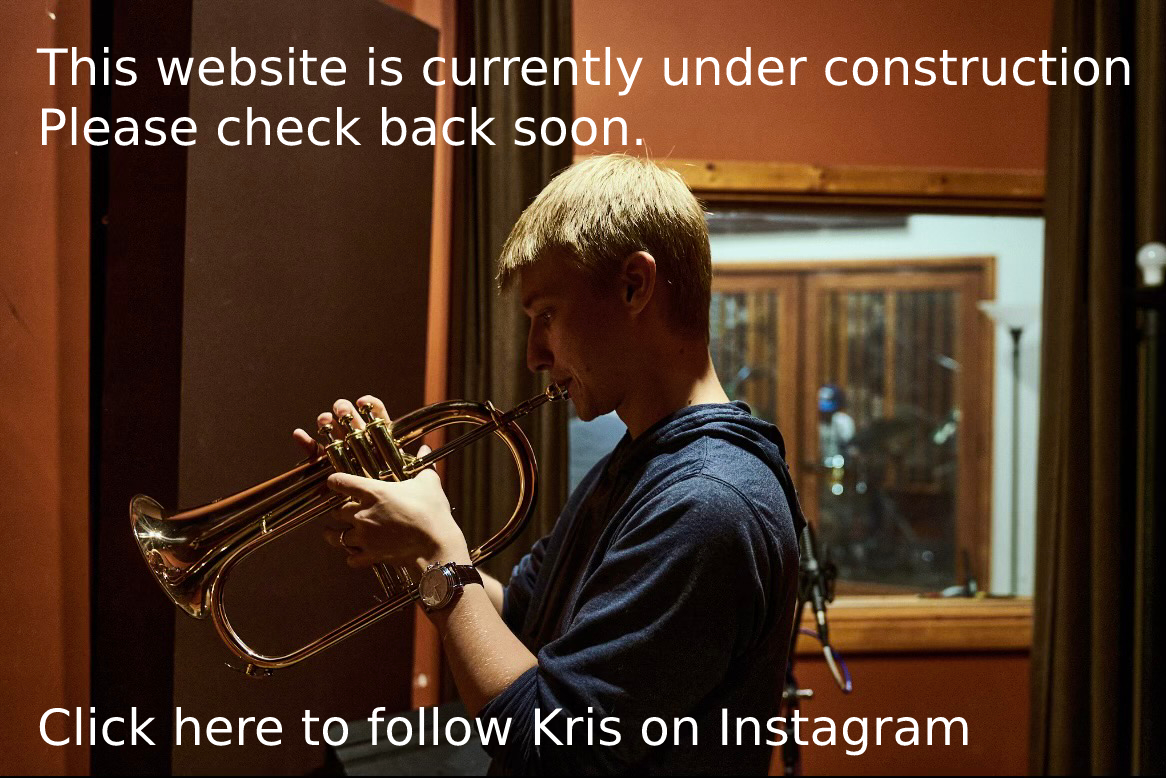 This website is currently under construction
Please check back soon.
Click here to follow Kris on Instagram